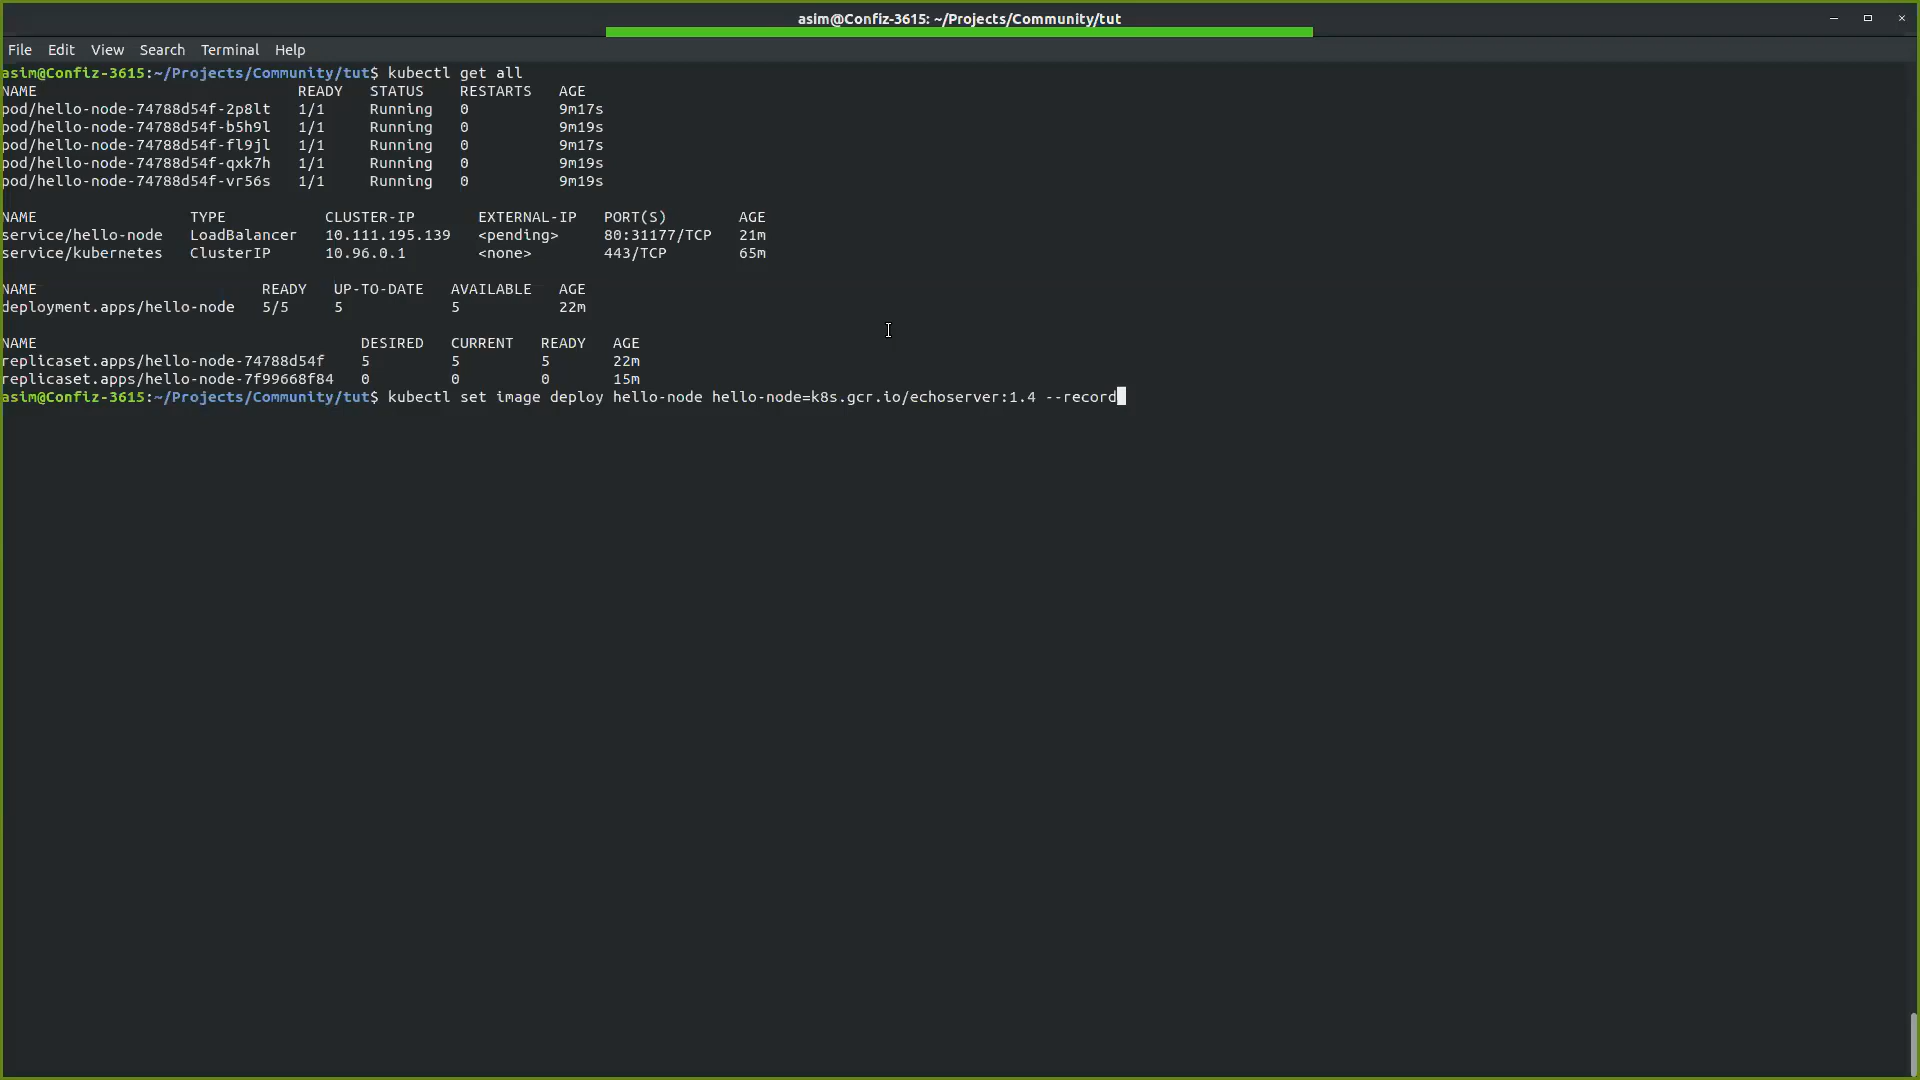 asim@Confiz-3615: ~/Projects/Community/tut
File Edit View Search Terminal Help
asim@Confiz-3615:~/Projects/Community/tut$ kubectl get all
NAME READY STATUS RESTARTS AGE
pod/hello-node-74788d54f-2p8lt 1/1 Running 0 9m17s
pod/hello-node-74788d54f-b5h9l 1/1 Running 0 9m19s
pod/hello-node-74788d54f-fl9jl 1/1 Running 0 9m17s
pod/hello-node-74788d54f-qxk7h 1/1 Running 0 9m19s
pod/hello-node-74788d54f-vr56s 1/1 Running 0 9m19s
NAME TYPE CLUSTER-IP EXTERNAL-IP PORT(S) AGE
service/hello-node LoadBalancer 10.111.195.139 <pending> 80:31177/TCP 21m
service/kubernetes ClusterIP 10.96.0.1 <none> 443/TCP 65m
NAME READY UP-TO-DATE AVAILABLE AGE
deployment.apps/hello-node 5/5 5 5 22m
NAME DESIRED CURRENT READY AGE
replicaset.apps/hello-node-74788d54f 5 5 5 22m
replicaset.apps/hello-node-7f99668f84 0 0 0 15m
asim@Confiz-3615:~/Projects/Community/tut$ kubectl set image deploy hello-node hello-node=k8s.gcr.io/echoserver:1.4 --record